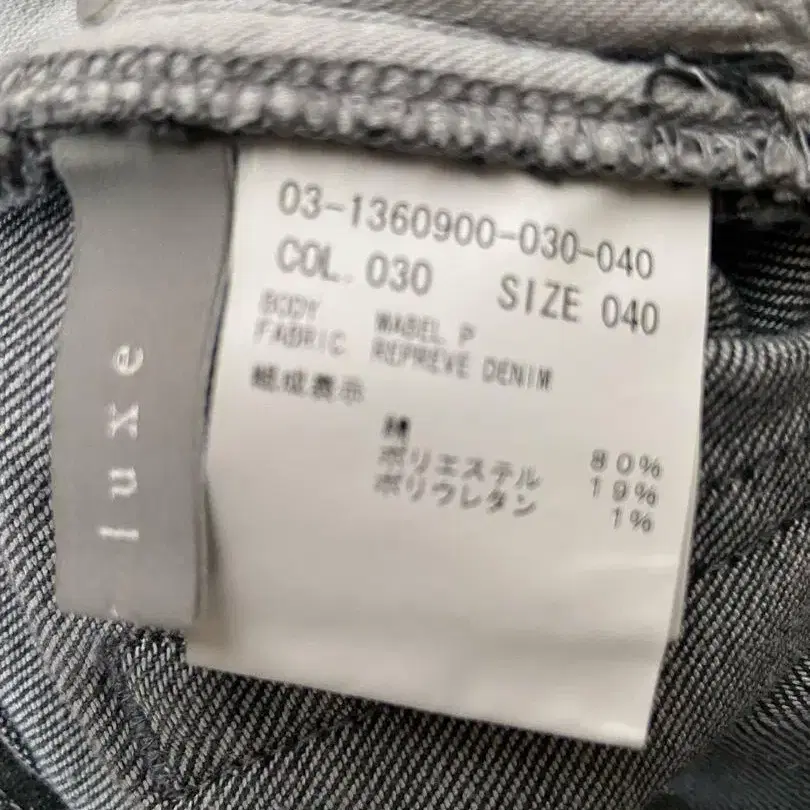 03-1360900-030-040
COL. 030 SIZE 040
BODY MABEL P
FABRIC REPREVE DENIM
組成表示
綿 80%
ポリエステル 19%
ポリウレタン 1%
luxe